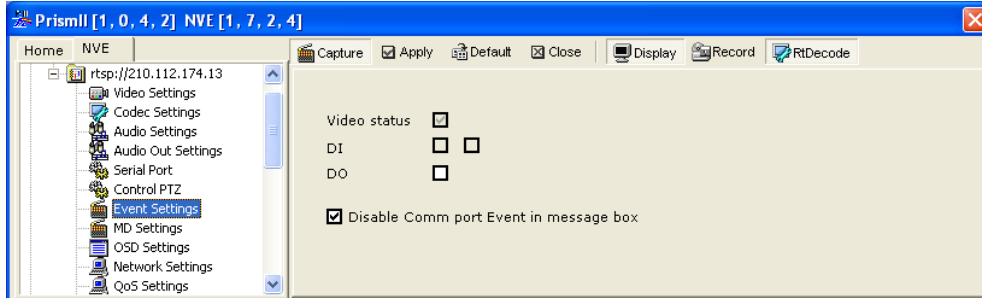 PrismII [1, 0, 4, 2] NVE [1, 7, 2, 4]
Home NVE
Capture Apply Default Close Display Record RtDecode
rtsp://210.112.174.13
Video Settings
Codec Settings
Audio Settings
Audio Out Settings
Serial Port
Control PTZ
Event Settings
MD Settings
OSD Settings
Network Settings
QoS Settings
Video status
DI
DO
Disable Comm port Event in message box